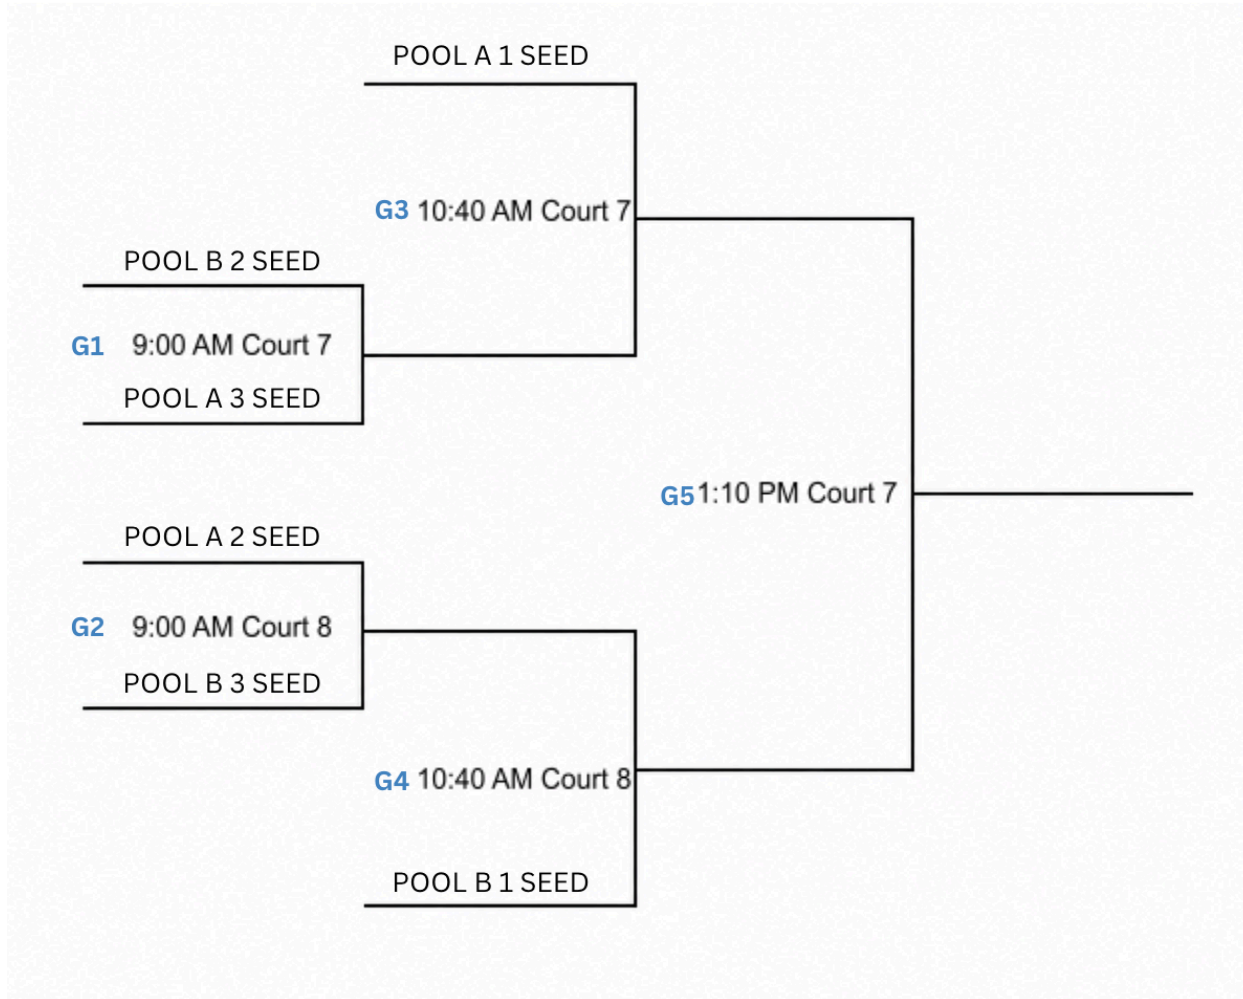 POOL A 1 SEED
G3 10:40 AM Court 7
POOL B 2 SEED
G1 9:00 AM Court 7
POOL A 3 SEED
G5 1:10 PM Court 7
POOL A 2 SEED
G2 9:00 AM Court 8
POOL B 3 SEED
G4 10:40 AM Court 8
POOL B 1 SEED